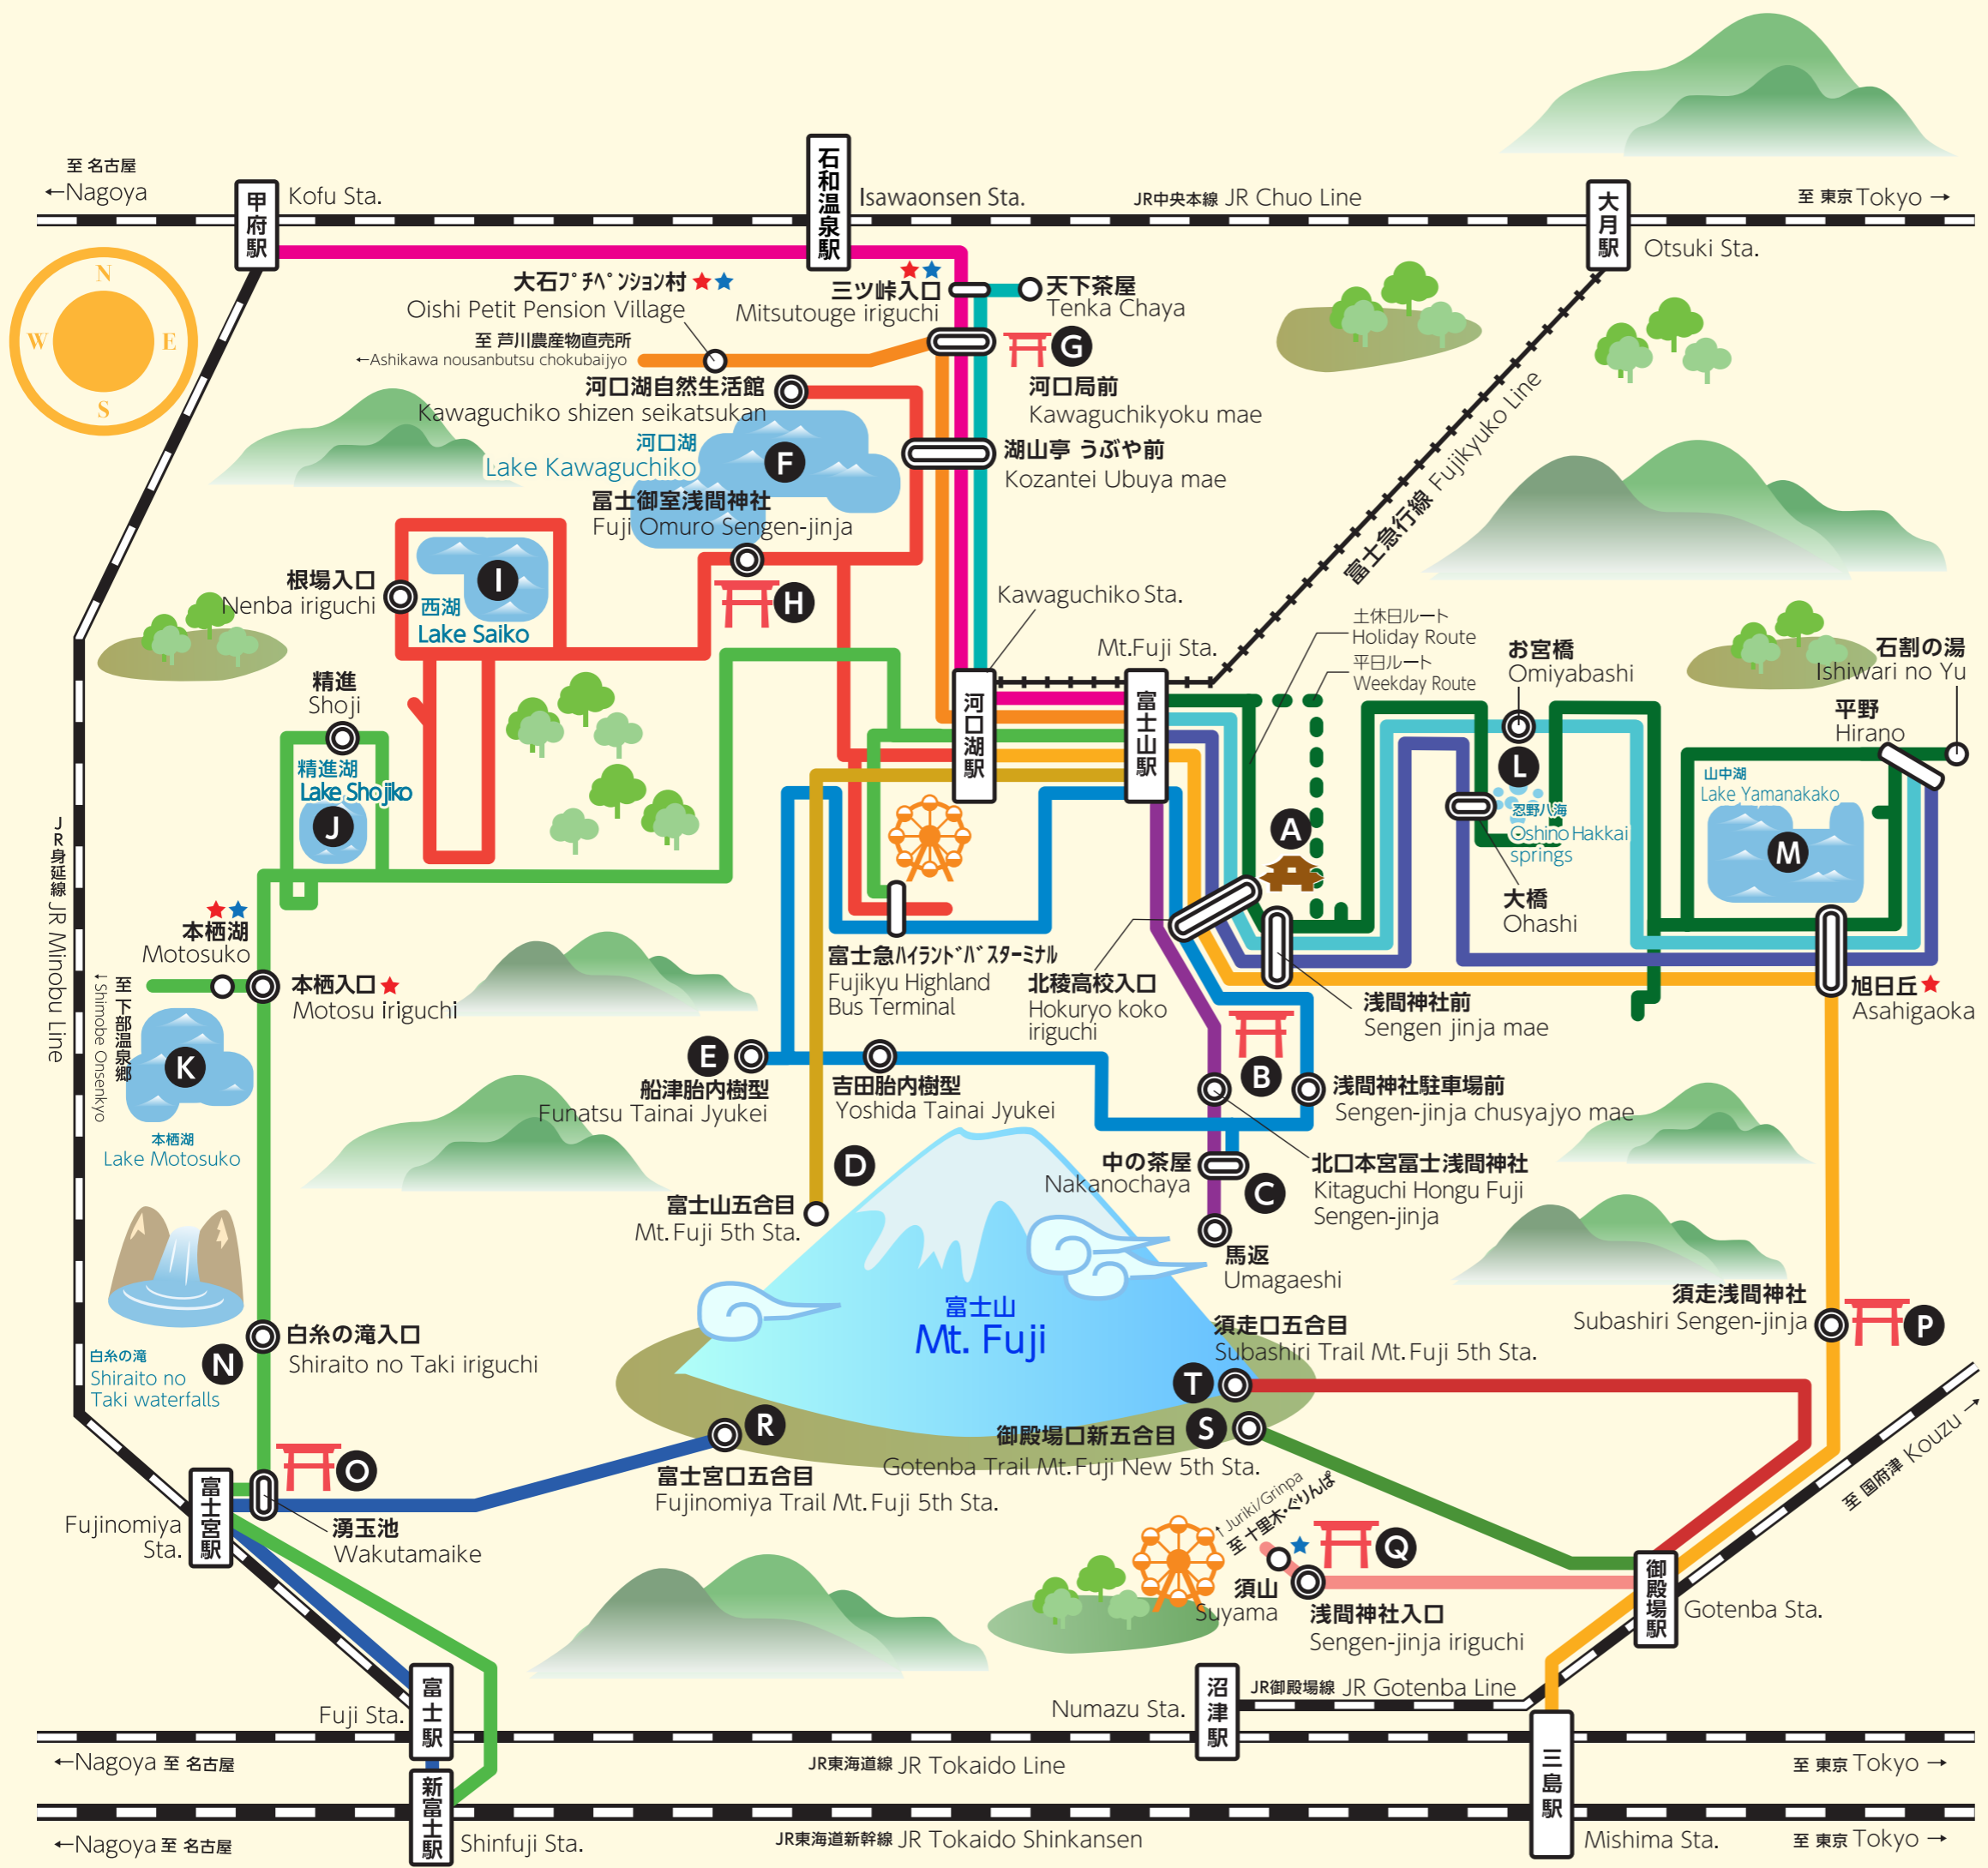 至 名古屋
←Nagoya
甲府駅
Kofu Sta.
石和温泉駅
Isawaonsen Sta.
JR中央本線 JR Chuo Line
大月駅
Otsuki Sta.
至 東京 Tokyo →
N
W
E
S
大石ﾌﾟﾁﾍﾟﾝｼｮﾝ村 ★★
Oishi Petit Pension Village
★★
三ツ峠入口
Mitsutouge iriguchi
天下茶屋
Tenka Chaya
至 芦川農産物直売所
←Ashikawa nousanbutsu chokubaijyo
G
河口局前
Kawaguchikyoku mae
河口湖自然生活館
Kawaguchiko shizen seikatsukan
河口湖
Lake Kawaguchiko
F
湖山亭 うぶや前
Kozantei Ubuya mae
冨士御室浅間神社
Fuji Omuro Sengen-jinja
H
富士急行線 Fujikyuko Line
根場入口
Nenba iriguchi
I
西湖
Lake Saiko
Kawaguchiko Sta.
河口湖駅
Mt.Fuji Sta.
富士山駅
土休日ルート
Holiday Route
平日ルート
Weekday Route
お宮橋
Omiyabashi
石割の湯
Ishiwari no Yu
平野
Hirano
精進
Shoji
精進湖
Lake Shojiko
J
L
忍野八海
Oshino Hakkai
springs
山中湖
Lake Yamanakako
M
A
大橋
Ohashi
JR身延線 JR Minobu Line
★★
本栖湖
Motosuko
本栖入口 ★
Motosu iriguchi
至 下部温泉郷
↓Shimobe Onsenkyo
K
本栖湖
Lake Motosuko
富士急ﾊｲﾗﾝﾄﾞﾊﾞｽﾀｰﾐﾅﾙ
Fujikyu Highland
Bus Terminal
北稜高校入口
Hokuryo koko
iriguchi
浅間神社前
Sengen jinja mae
旭日丘 ★
Asahigaoka
E
船津胎内樹型
Funatsu Tainai Jyukei
吉田胎内樹型
Yoshida Tainai Jyukei
B
浅間神社駐車場前
Sengen-jinja chusyajyo mae
D
富士山五合目
Mt. Fuji 5th Sta.
中の茶屋
Nakanochaya
C
北口本宮冨士浅間神社
Kitaguchi Hongu Fuji
Sengen-jinja
馬返
Umagaeshi
富士山
Mt. Fuji
須走浅間神社
Subashiri Sengen-jinja
P
白糸の滝入口
Shiraito no Taki iriguchi
N
白糸の滝
Shiraito no
Taki waterfalls
須走口五合目
Subashiri Trail Mt. Fuji 5th Sta.
T
S
御殿場口新五合目
Gotenba Trail Mt. Fuji New 5th Sta.
R
富士宮口五合目
Fujinomiya Trail Mt. Fuji 5th Sta.
O
富士宮駅
Fujinomiya
Sta.
湧玉池
Wakutamaike
↑Juriki/Grinpa
至 十里木・ぐりんぱ
★
Q
須山
Suyama
浅間神社入口
Sengen-jinja iriguchi
至 国府津 Kouzu →
御殿場駅
Gotenba Sta.
富士駅
Fuji Sta.
沼津駅
Numazu Sta.
JR御殿場線 JR Gotenba Line
←Nagoya 至 名古屋
JR東海道線 JR Tokaido Line
至 東京 Tokyo →
新富士駅
Shinfuji Sta.
三島駅
Mishima Sta.
←Nagoya 至 名古屋
JR東海道新幹線 JR Tokaido Shinkansen
至 東京 Tokyo →